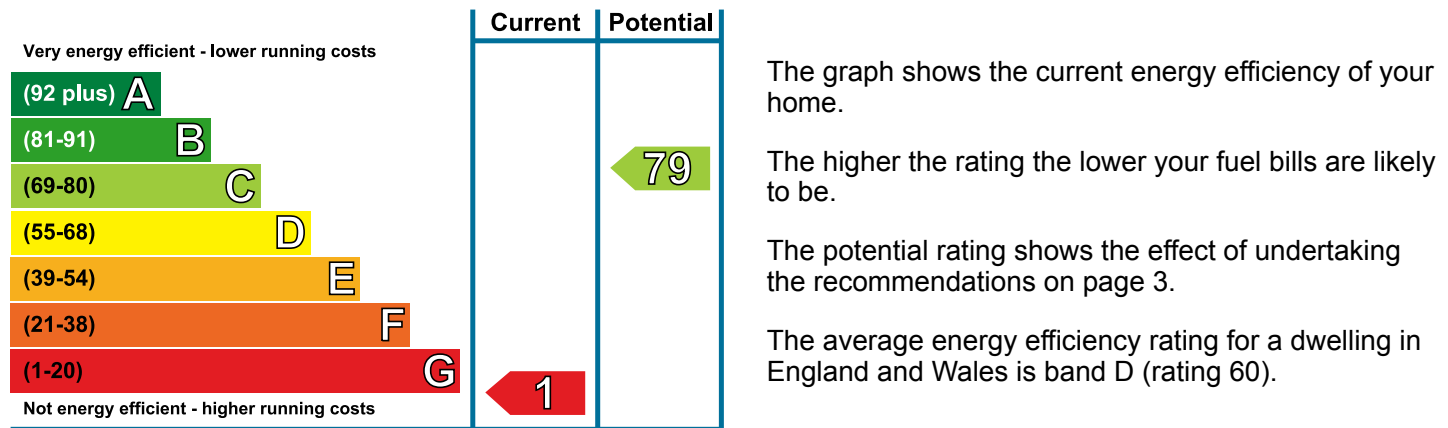 Current Potential
Very energy efficient - lower running costs
(92 plus) A
(81-91) B
(69-80) C
79
(55-68) D
(39-54) E
(21-38) F
(1-20) G
1
Not energy efficient - higher running costs
The graph shows the current energy efficiency of your
home.
The higher the rating the lower your fuel bills are likely
to be.
The potential rating shows the effect of undertaking
the recommendations on page 3.
The average energy efficiency rating for a dwelling in
England and Wales is band D (rating 60).